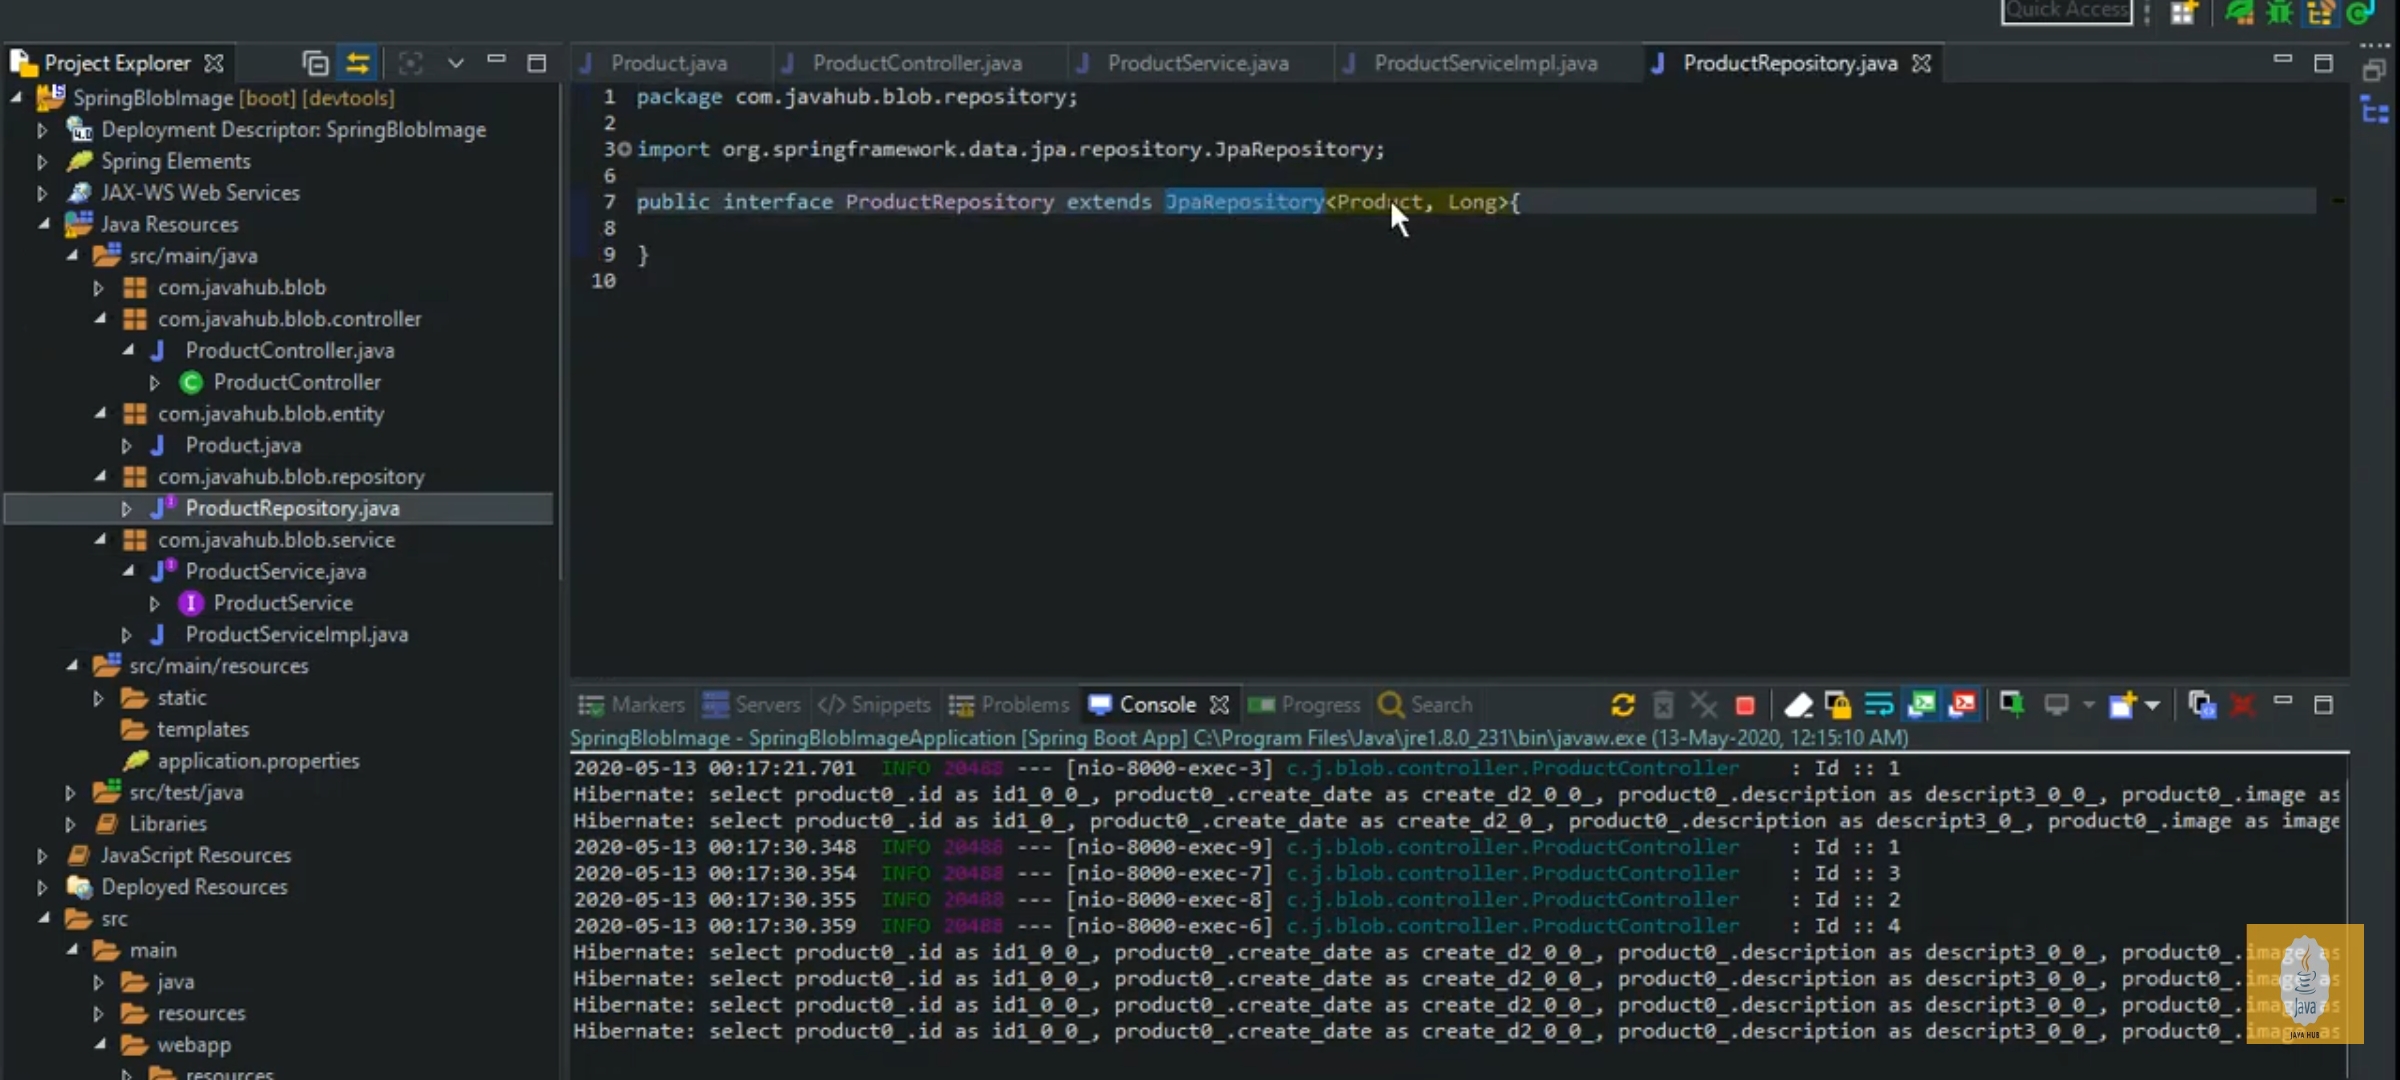 Quick Access
Project Explorer
SpringBlobImage [boot] [devtools]
Deployment Descriptor: SpringBlobImage
Spring Elements
JAX-WS Web Services
Java Resources
src/main/java
com.javahub.blob
com.javahub.blob.controller
ProductController.java
ProductController
com.javahub.blob.entity
Product.java
com.javahub.blob.repository
ProductRepository.java
com.javahub.blob.service
ProductService.java
ProductService
ProductServiceImpl.java
src/main/resources
static
templates
application.properties
src/test/java
Libraries
JavaScript Resources
Deployed Resources
src
main
java
resources
webapp
resources
Product.java ProductController.java ProductService.java ProductServiceImpl.java ProductRepository.java
1 package com.javahub.blob.repository;
2
3 import org.springframework.data.jpa.repository.JpaRepository;
6
7 public interface ProductRepository extends JpaRepository<Product, Long>{
8
9 }
10
Markers Servers Snippets Problems Console Progress Search
SpringBlobImage - SpringBlobImageApplication [Spring Boot App] C:\Program Files\Java\jre1.8.0_231\bin\javaw.exe (13-May-2020, 12:15:10 AM)
2020-05-13 00:17:21.701 INFO 20488 --- [nio-8000-exec-3] c.j.blob.controller.ProductController : Id :: 1
Hibernate: select product0_.id as id1_0_0_, product0_.create_date as create_d2_0_0_, product0_.description as descript3_0_0_, product0_.image as
Hibernate: select product0_.id as id1_0_, product0_.create_date as create_d2_0_, product0_.description as descript3_0_, product0_.image as image
2020-05-13 00:17:30.348 INFO 20488 --- [nio-8000-exec-9] c.j.blob.controller.ProductController : Id :: 1
2020-05-13 00:17:30.354 INFO 20488 --- [nio-8000-exec-7] c.j.blob.controller.ProductController : Id :: 3
2020-05-13 00:17:30.355 INFO 20488 --- [nio-8000-exec-8] c.j.blob.controller.ProductController : Id :: 2
2020-05-13 00:17:30.359 INFO 20488 --- [nio-8000-exec-6] c.j.blob.controller.ProductController : Id :: 4
Hibernate: select product0_.id as id1_0_0_, product0_.create_date as create_d2_0_0_, product0_.description as descript3_0_0_, product0_.image as
Hibernate: select product0_.id as id1_0_0_, product0_.create_date as create_d2_0_0_, product0_.description as descript3_0_0_, product0_.image as
Hibernate: select product0_.id as id1_0_0_, product0_.create_date as create_d2_0_0_, product0_.description as descript3_0_0_, product0_.image as
Hibernate: select product0_.id as id1_0_0_, product0_.create_date as create_d2_0_0_, product0_.description as descript3_0_0_, product0_.image as
Java
JAVA HUB